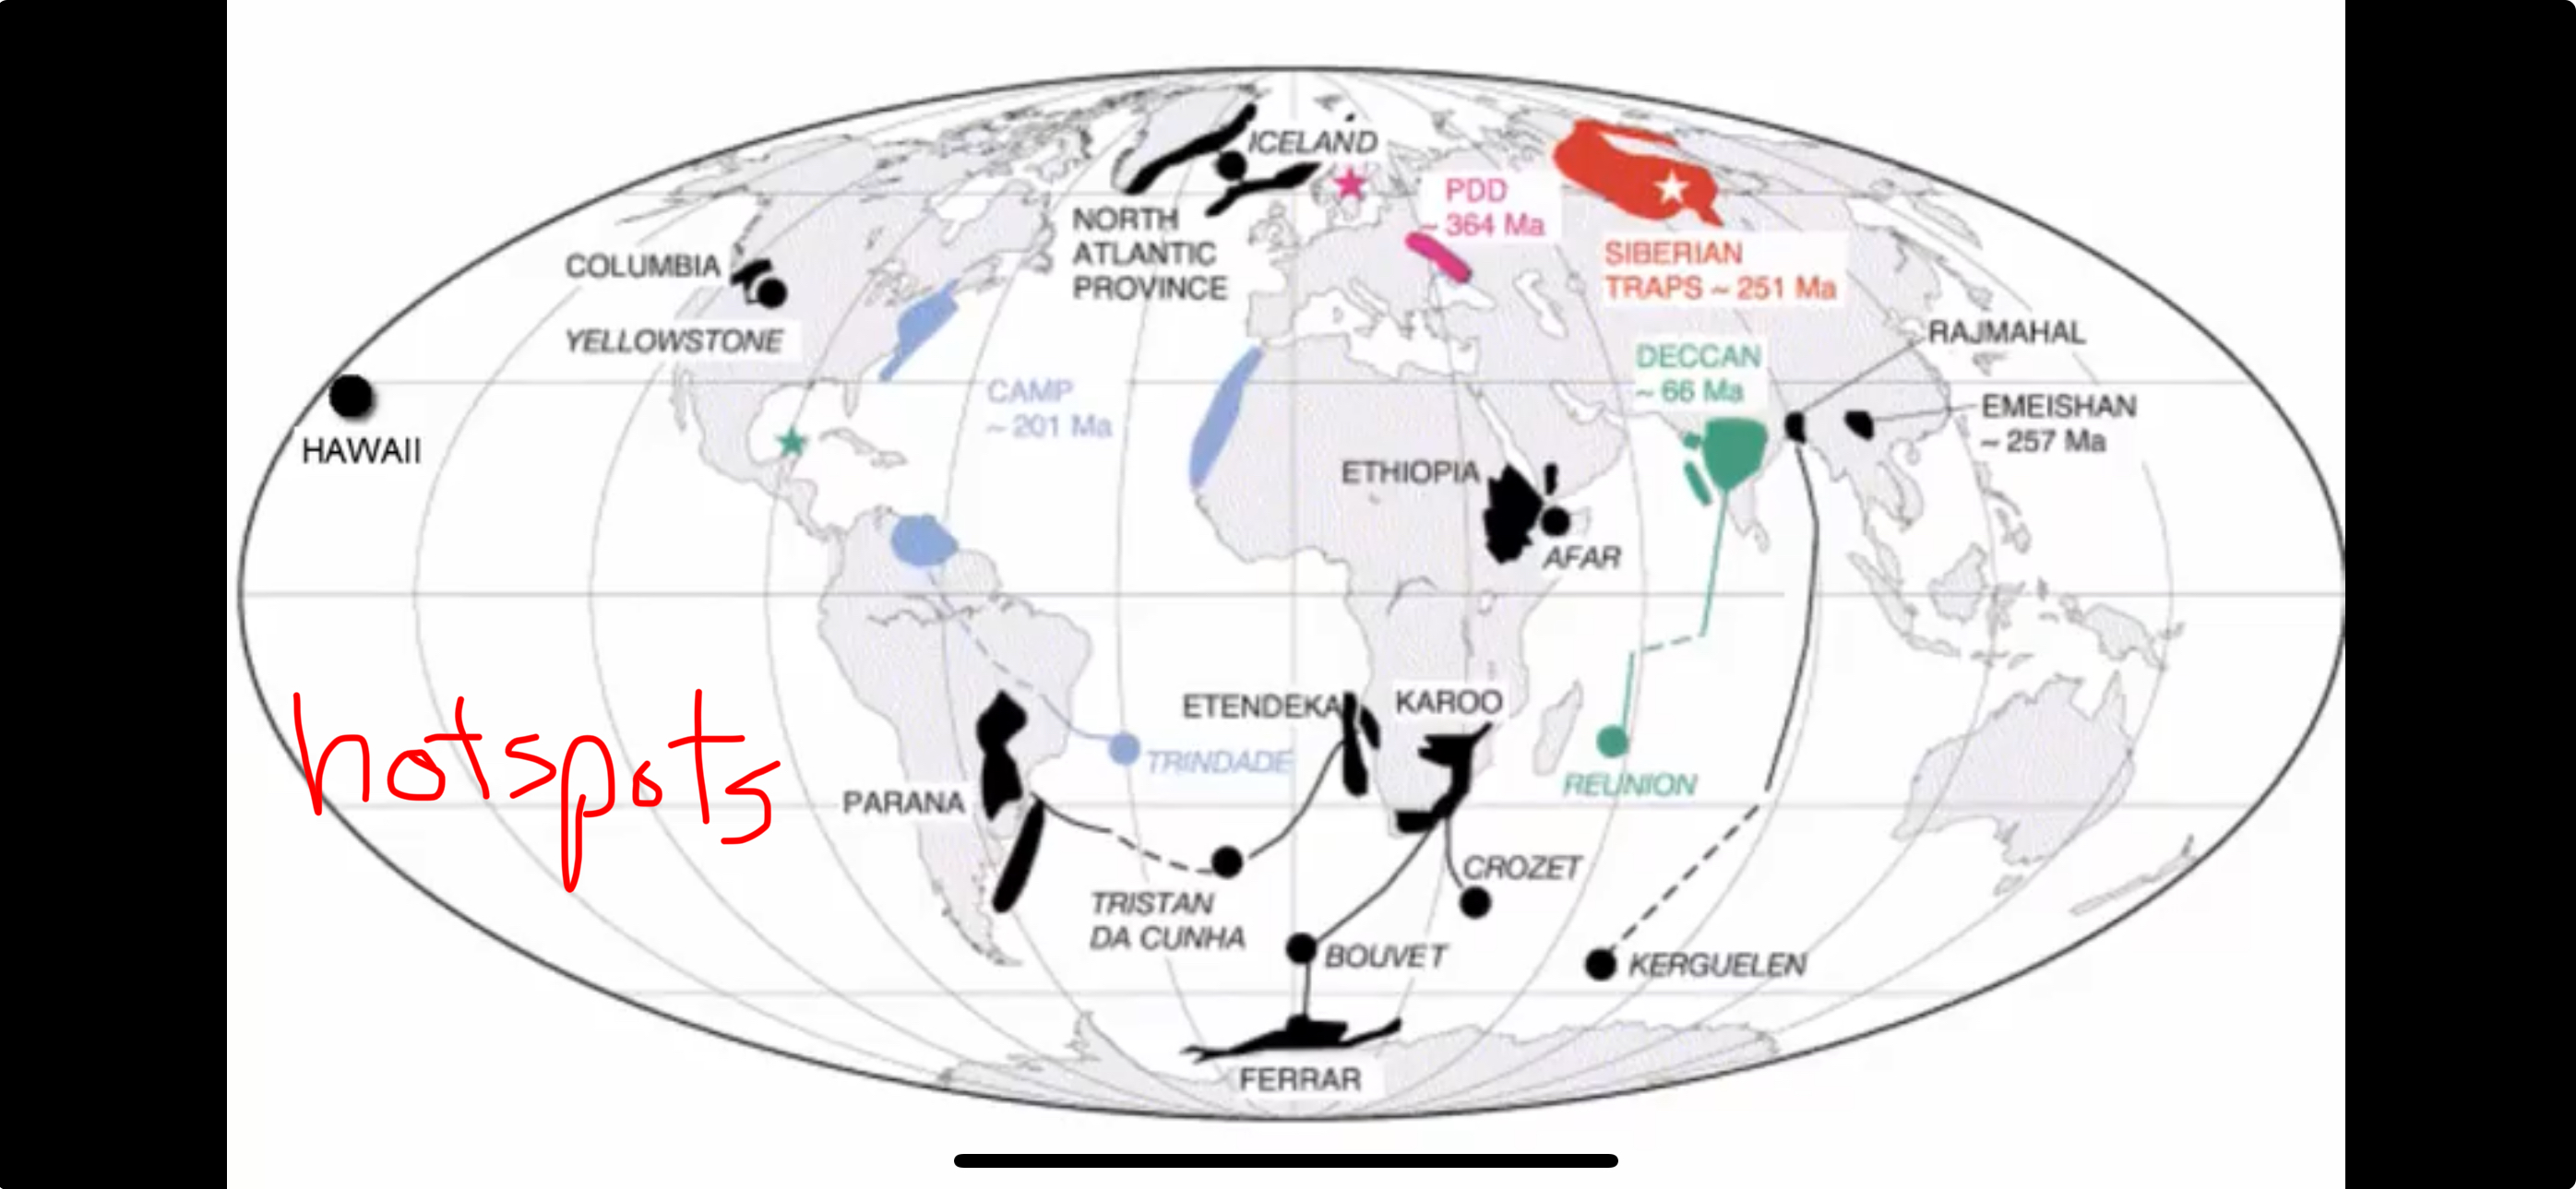 ICELAND
PDD
~ 364 Ma
NORTH
ATLANTIC
PROVINCE
SIBERIAN
TRAPS ~ 251 Ma
COLUMBIA
YELLOWSTONE
RAJMAHAL
DECCAN
~ 66 Ma
CAMP
~ 201 Ma
EMEISHAN
~ 257 Ma
HAWAII
ETHIOPIA
AFAR
hotspots
ETENDEKA
KAROO
TRINDADE
REUNION
PARANA
CROZET
TRISTAN
DA CUNHA
BOUVET
KERGUELEN
FERRAR